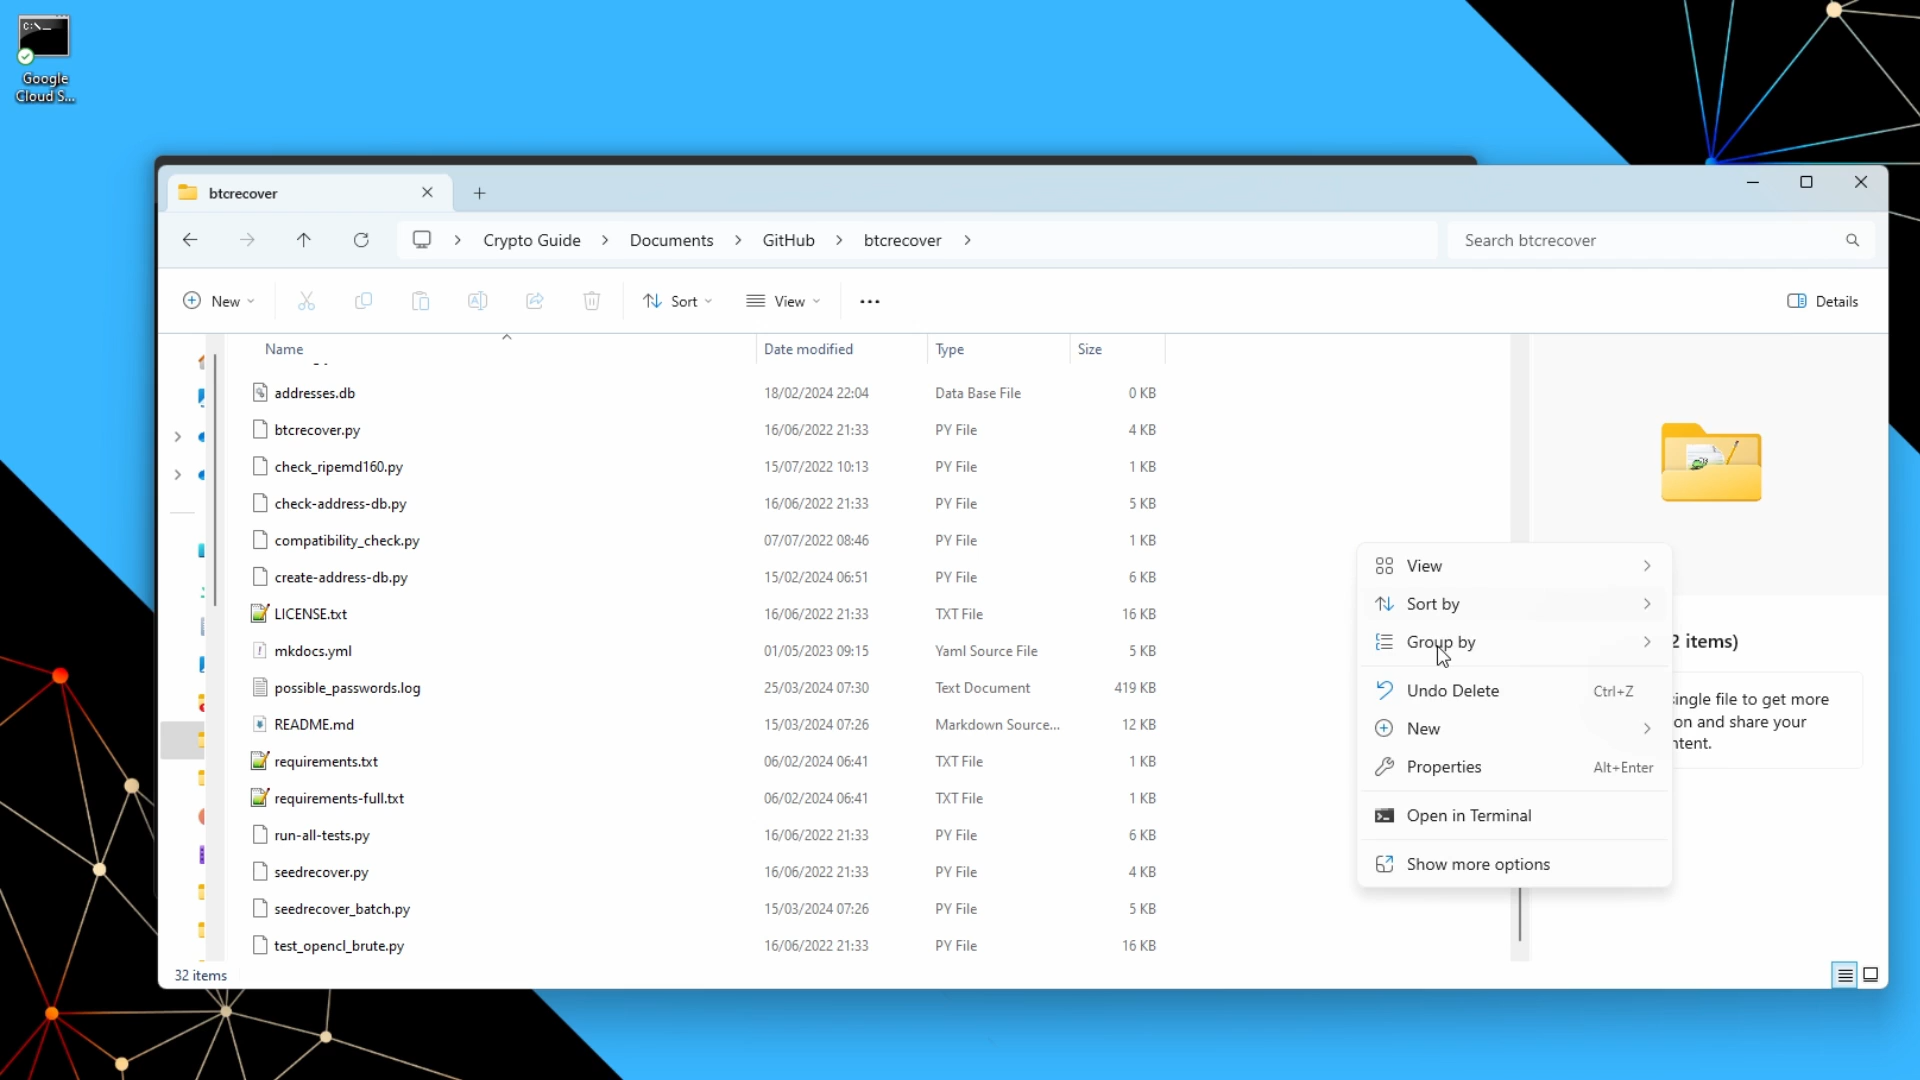 C:\._
Google
Cloud S...
btcrecover
Crypto Guide > Documents > GitHub > btcrecover >
Search btcrecover
New
Sort
View
Details
Name Date modified Type Size
addresses.db 18/02/2024 22:04 Data Base File 0 KB
btcrecover.py 16/06/2022 21:33 PY File 4 KB
check_ripemd160.py 15/07/2022 10:13 PY File 1 KB
check-address-db.py 16/06/2022 21:33 PY File 5 KB
compatibility_check.py 07/07/2022 08:46 PY File 1 KB
create-address-db.py 15/02/2024 06:51 PY File 6 KB
LICENSE.txt 16/06/2022 21:33 TXT File 16 KB
mkdocs.yml 01/05/2023 09:15 Yaml Source File 5 KB
possible_passwords.log 25/03/2024 07:30 Text Document 419 KB
README.md 15/03/2024 07:26 Markdown Source... 12 KB
requirements.txt 06/02/2024 06:41 TXT File 1 KB
requirements-full.txt 06/02/2024 06:41 TXT File 1 KB
run-all-tests.py 16/06/2022 21:33 PY File 6 KB
seedrecover.py 16/06/2022 21:33 PY File 4 KB
seedrecover_batch.py 15/03/2024 07:26 PY File 5 KB
test_opencl_brute.py 16/06/2022 21:33 PY File 16 KB
View
Sort by
Group by
Undo Delete Ctrl+Z
New
Properties Alt+Enter
Open in Terminal
Show more options
2 items)
single file to get more
on and share your
ntent.
32 items